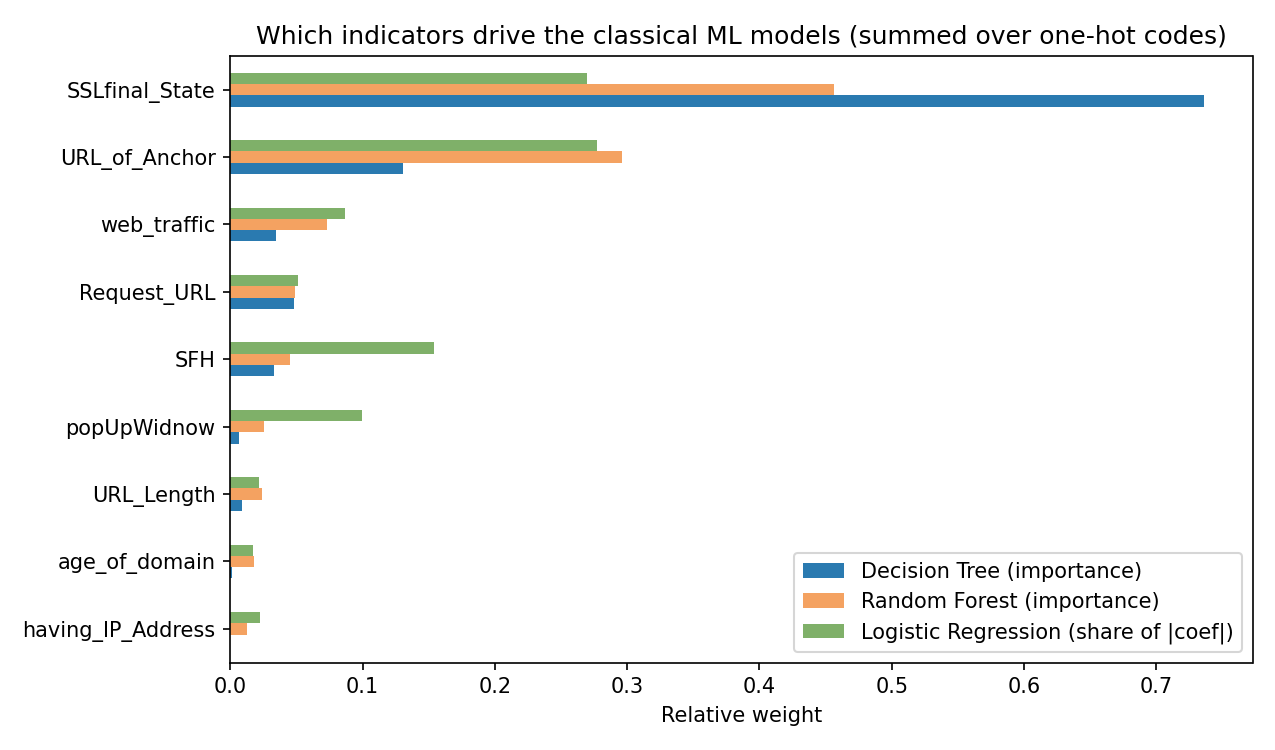 Which indicators drive the classical ML models (summed over one-hot codes)
SSLfinal_State
URL_of_Anchor
web_traffic
Request_URL
SFH
popUpWidnow
URL_Length
age_of_domain
having_IP_Address
Decision Tree (importance)
Random Forest (importance)
Logistic Regression (share of |coef|)
0.0 0.1 0.2 0.3 0.4 0.5 0.6 0.7
Relative weight